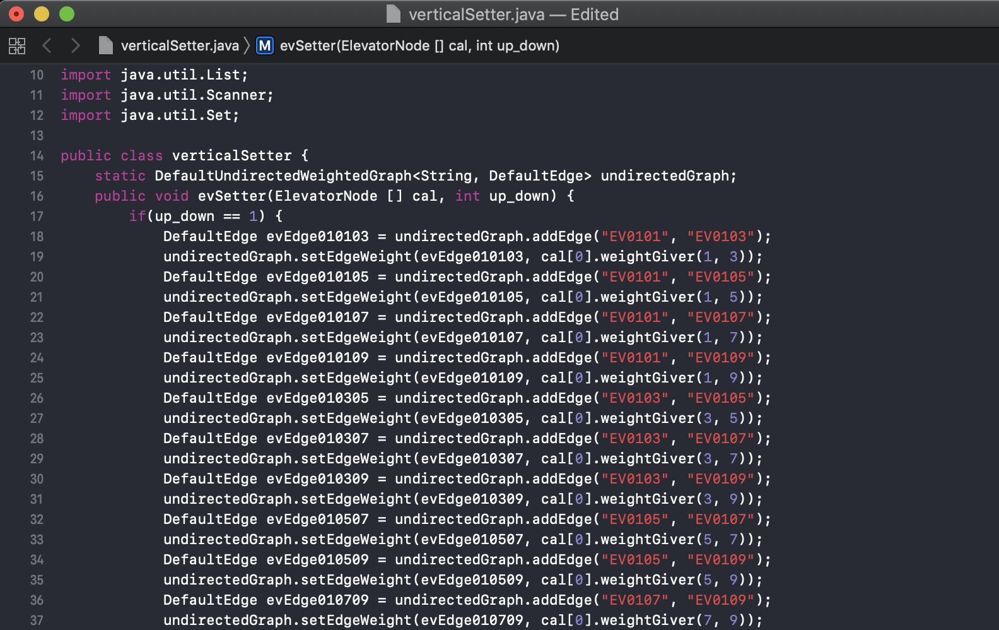 verticalSetter.java — Edited
verticalSetter.java M evSetter(ElevatorNode [] cal, int up_down)
10 import java.util.List;
11 import java.util.Scanner;
12 import java.util.Set;
13
14 public class verticalSetter {
15 static DefaultUndirectedWeightedGraph<String, DefaultEdge> undirectedGraph;
16 public void evSetter(ElevatorNode [] cal, int up_down) {
17 if(up_down == 1) {
18 DefaultEdge evEdge010103 = undirectedGraph.addEdge("EV0101", "EV0103");
19 undirectedGraph.setEdgeWeight(evEdge010103, cal[0].weightGiver(1, 3));
20 DefaultEdge evEdge010105 = undirectedGraph.addEdge("EV0101", "EV0105");
21 undirectedGraph.setEdgeWeight(evEdge010105, cal[0].weightGiver(1, 5));
22 DefaultEdge evEdge010107 = undirectedGraph.addEdge("EV0101", "EV0107");
23 undirectedGraph.setEdgeWeight(evEdge010107, cal[0].weightGiver(1, 7));
24 DefaultEdge evEdge010109 = undirectedGraph.addEdge("EV0101", "EV0109");
25 undirectedGraph.setEdgeWeight(evEdge010109, cal[0].weightGiver(1, 9));
26 DefaultEdge evEdge010305 = undirectedGraph.addEdge("EV0103", "EV0105");
27 undirectedGraph.setEdgeWeight(evEdge010305, cal[0].weightGiver(3, 5));
28 DefaultEdge evEdge010307 = undirectedGraph.addEdge("EV0103", "EV0107");
29 undirectedGraph.setEdgeWeight(evEdge010307, cal[0].weightGiver(3, 7));
30 DefaultEdge evEdge010309 = undirectedGraph.addEdge("EV0103", "EV0109");
31 undirectedGraph.setEdgeWeight(evEdge010309, cal[0].weightGiver(3, 9));
32 DefaultEdge evEdge010507 = undirectedGraph.addEdge("EV0105", "EV0107");
33 undirectedGraph.setEdgeWeight(evEdge010507, cal[0].weightGiver(5, 7));
34 DefaultEdge evEdge010509 = undirectedGraph.addEdge("EV0105", "EV0109");
35 undirectedGraph.setEdgeWeight(evEdge010509, cal[0].weightGiver(5, 9));
36 DefaultEdge evEdge010709 = undirectedGraph.addEdge("EV0107", "EV0109");
37 undirectedGraph.setEdgeWeight(evEdge010709, cal[0].weightGiver(7, 9));